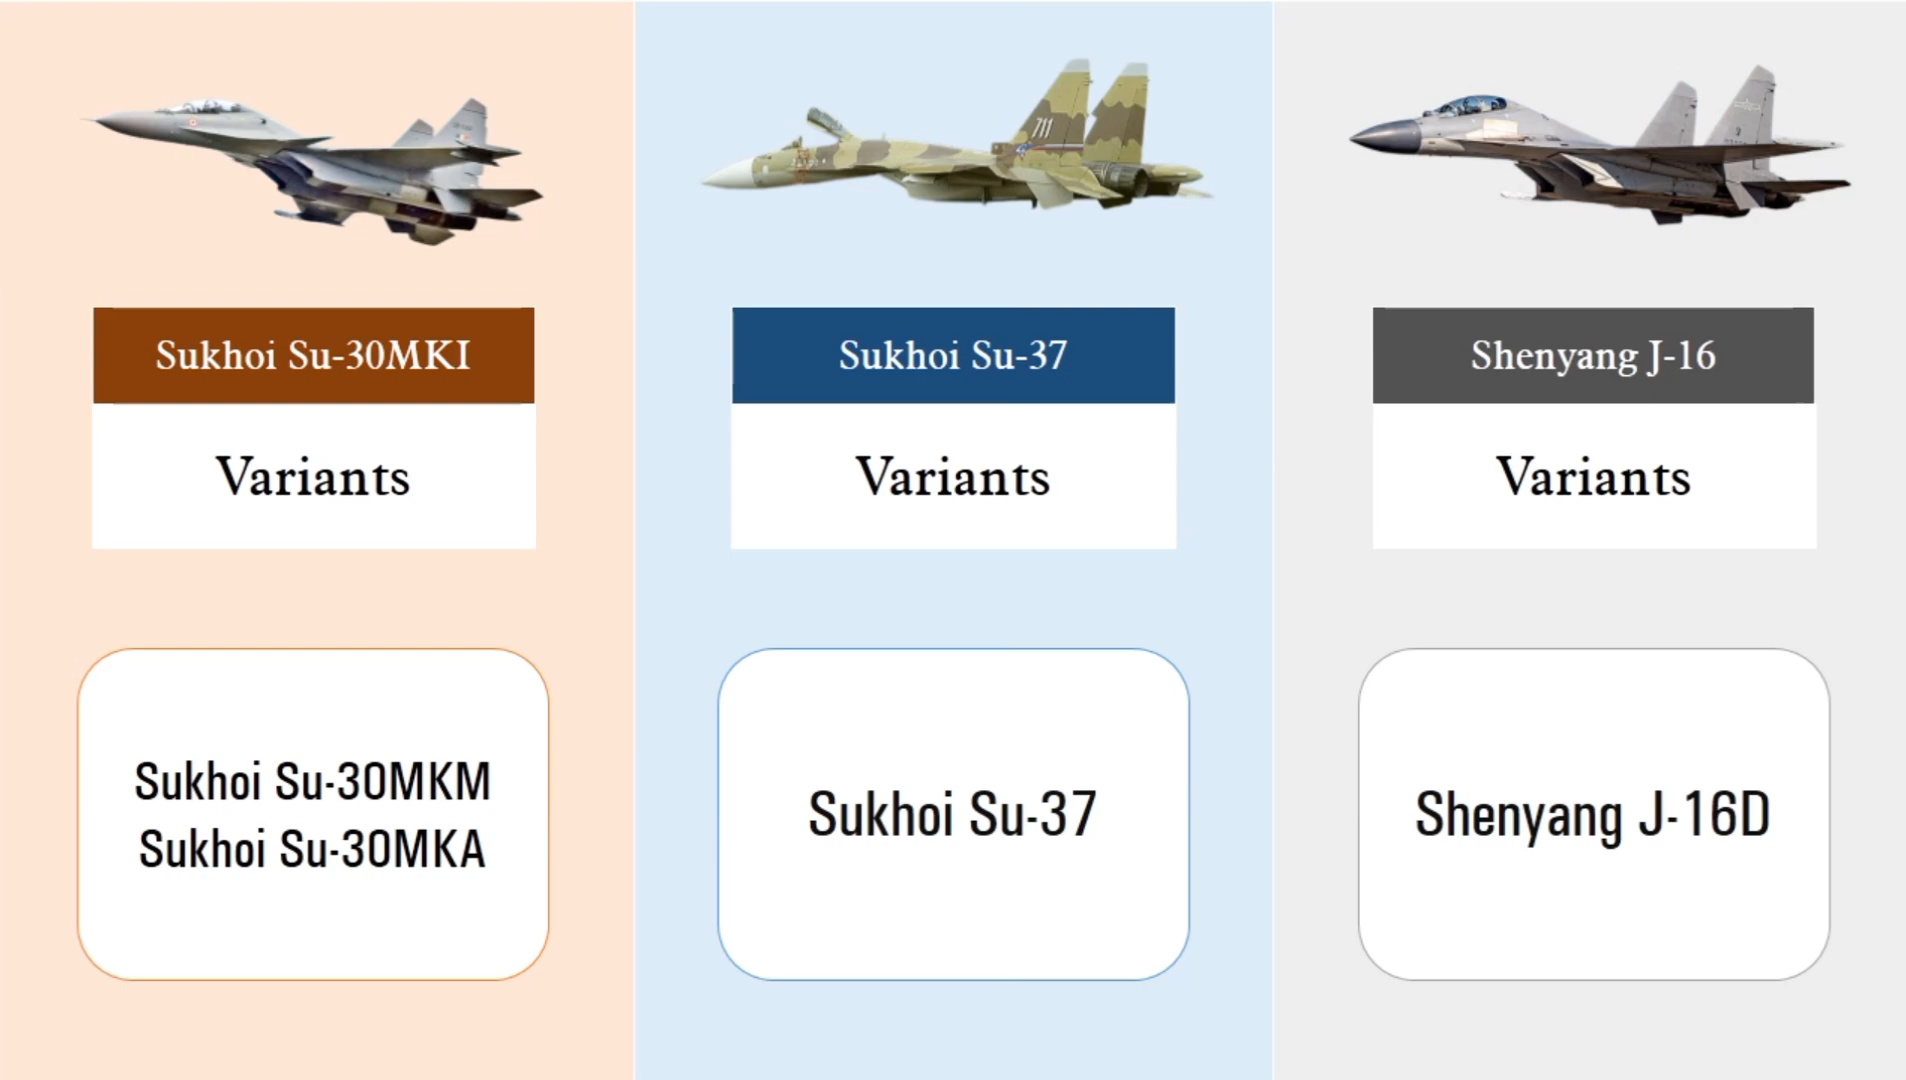 711
Sukhoi Su-30MKI
Variants
Sukhoi Su-30MKM
Sukhoi Su-30MKA
Sukhoi Su-37
Variants
Sukhoi Su-37
Shenyang J-16
Variants
Shenyang J-16D